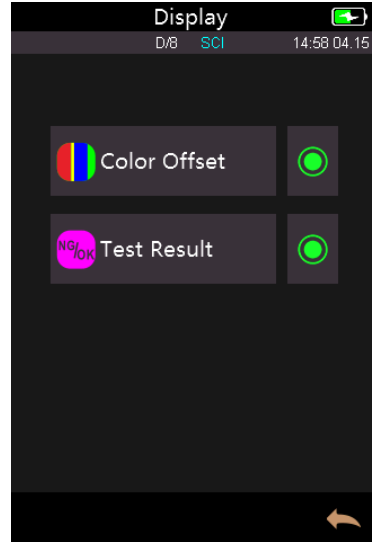 Display
D/8 SCI 14:58 04.15
Color Offset
NG/OK Test Result